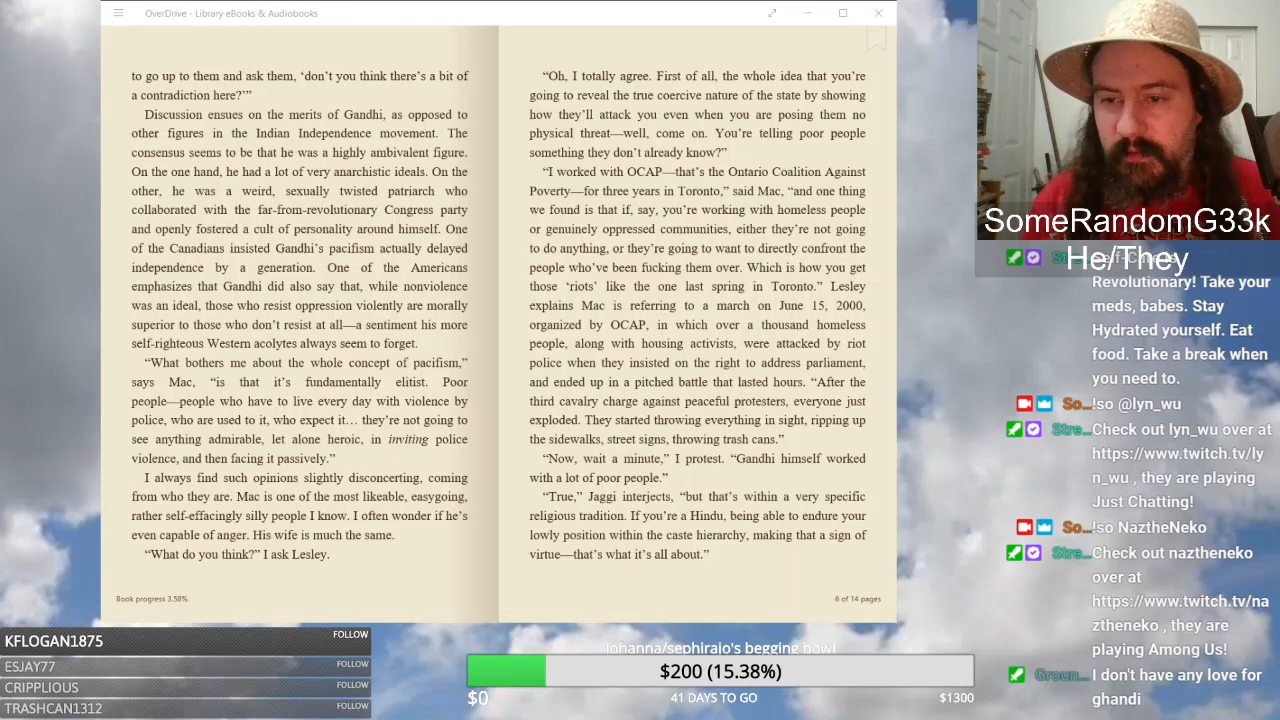 OverDrive - Library eBooks & Audiobooks
to go up to them and ask them, ‘don’t you think there’s a bit of
a contradiction here?’”
Discussion ensues on the merits of Gandhi, as opposed to
other figures in the Indian Independence movement. The
consensus seems to be that he was a highly ambivalent figure.
On the one hand, he had a lot of very anarchistic ideals. On the
other, he was a weird, sexually twisted patriarch who
collaborated with the far-from-revolutionary Congress party
and openly fostered a cult of personality around himself. One
of the Canadians insisted Gandhi’s pacifism actually delayed
independence by a generation. One of the Americans
emphasizes that Gandhi did also say that, while nonviolence
was an ideal, those who resist oppression violently are morally
superior to those who don’t resist at all—a sentiment his more
self-righteous Western acolytes always seem to forget.
“What bothers me about the whole concept of pacifism,”
says Mac, “is that it’s fundamentally elitist. Poor
people—people who have to live every day with violence by
police, who are used to it, who expect it… they’re not going to
see anything admirable, let alone heroic, in inviting police
violence, and then facing it passively.”
I always find such opinions slightly disconcerting, coming
from who they are. Mac is one of the most likeable, easygoing,
rather self-effacingly silly people I know. I often wonder if he’s
even capable of anger. His wife is much the same.
“What do you think?” I ask Lesley.
Book progress 3.58%
“Oh, I totally agree. First of all, the whole idea that you’re
going to reveal the true coercive nature of the state by showing
how they’ll attack you even when you are posing them no
physical threat—well, come on. You’re telling poor people
something they don’t already know?”
“I worked with OCAP—that’s the Ontario Coalition Against
Poverty—for three years in Toronto,” said Mac, “and one thing
we found is that if, say, you’re working with homeless people
or genuinely oppressed communities, either they’re not going
to do anything, or they’re going to want to directly confront the
people who’ve been fucking them over. Which is how you get
those ‘riots’ like the one last spring in Toronto.” Lesley
explains Mac is referring to a march on June 15, 2000,
organized by OCAP, in which over a thousand homeless
people, along with housing activists, were attacked by riot
police when they insisted on the right to address parliament,
and ended up in a pitched battle that lasted hours. “After the
third cavalry charge against peaceful protesters, everyone just
exploded. They started throwing everything in sight, ripping up
the sidewalks, street signs, throwing trash cans.”
“Now, wait a minute,” I protest. “Gandhi himself worked
with a lot of poor people.”
“True,” Jaggi interjects, “but that’s within a very specific
religious tradition. If you’re a Hindu, being able to endure your
lowly position within the caste hierarchy, making that a sign of
virtue—that’s what it’s all about.”
6 of 14 pages
SomeRandomG33k
He/They
Revolutionary! Take your
meds, babes. Stay
Hydrated yourself. Eat
food. Take a break when
you need to.
So... !so @lyn_wu
Stre... Check out lyn_wu over at
https://www.twitch.tv/ly
n_wu , they are playing
Just Chatting!
So... !so NaztheNeko
Stre... Check out naztheneko
over at
https://www.twitch.tv/na
ztheneko , they are
playing Among Us!
Groun... I don't have any love for
ghandi
KFLOGAN1875 FOLLOW
ESJAY77 FOLLOW
CRIPPLIOUS FOLLOW
TRASHCAN1312 FOLLOW
Johanna/sephiraio's begging bowl
$200 (15.38%)
$0 41 DAYS TO GO $1300